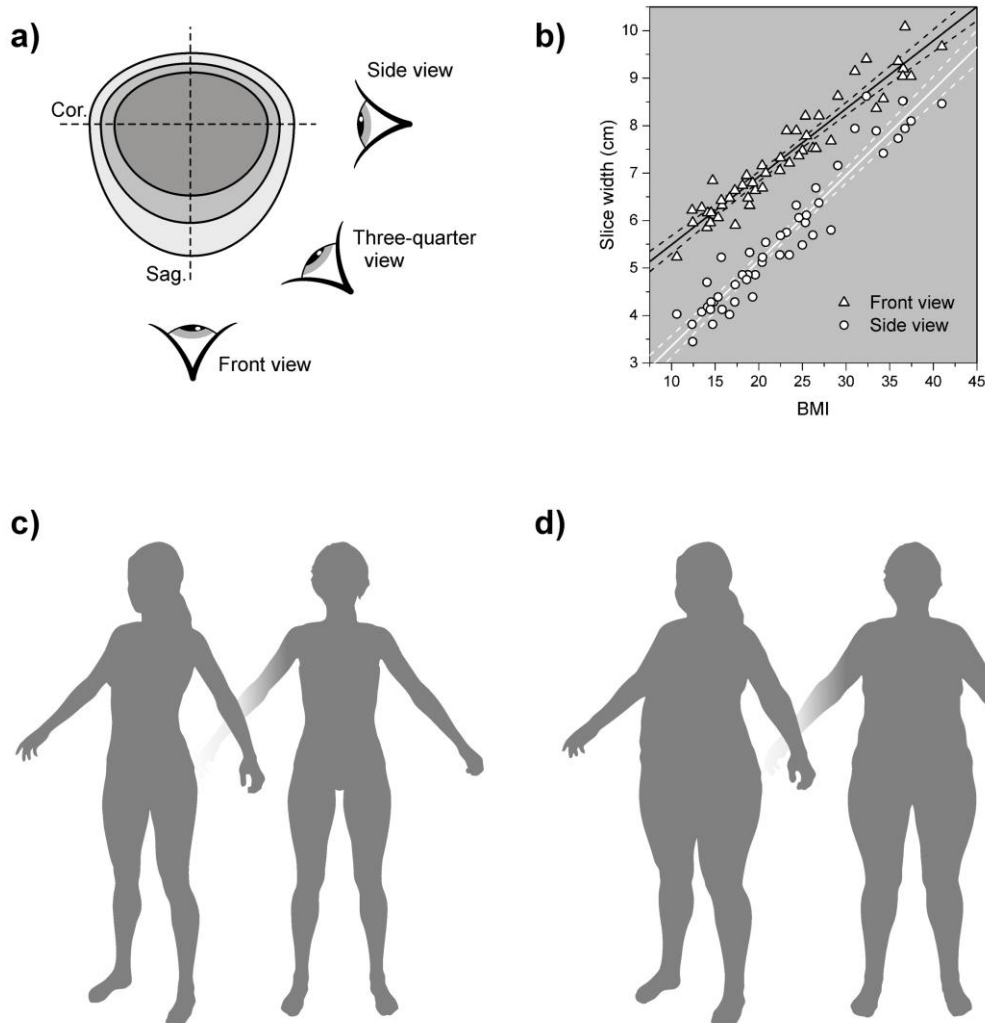 a)
Cor.
Sag.
Side view
Three-quarter
view
Front view
b)
Slice width (cm)
10
9
8
7
6
5
4
3
Front view
Side view
10 15 20 25 30 35 40 45
BMI
c)
d)